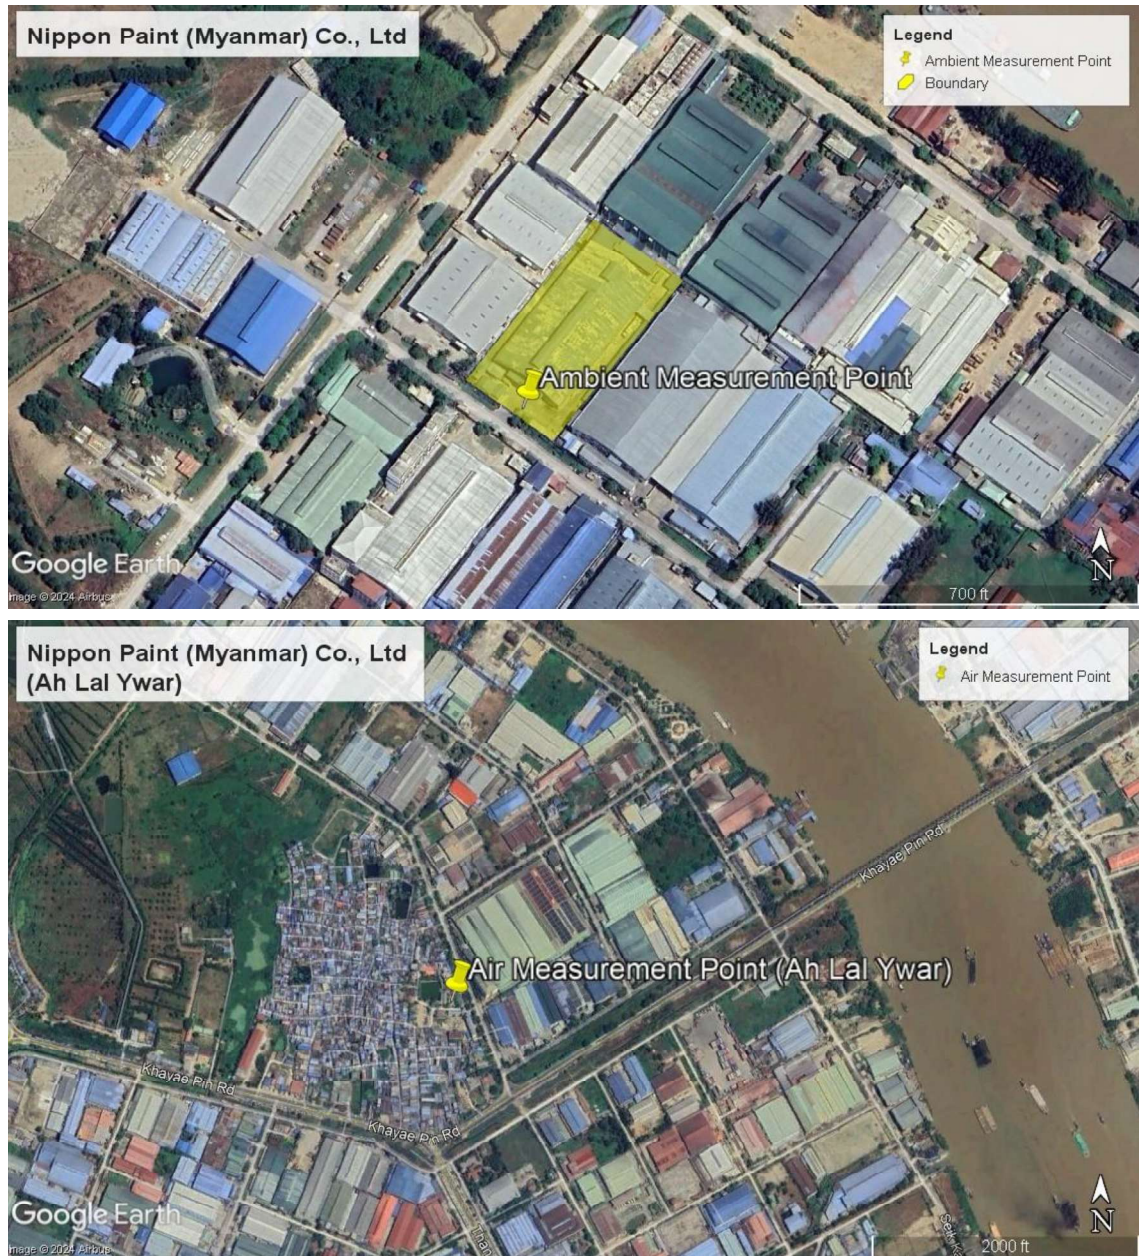 Nippon Paint (Myanmar) Co., Ltd
Legend
Ambient Measurement Point
Boundary
Ambient Measurement Point
Google Earth
Image © 2024 Airbus
N
700 ft
Nippon Paint (Myanmar) Co., Ltd
(Ah Lal Ywar)
Legend
Air Measurement Point
Khayae Pin Rd
Air Measurement Point (Ah Lal Ywar)
Khayae Pin Rd
Khayae Pin Rd
Google Earth
Image © 2024 Airbus
N
2000 ft